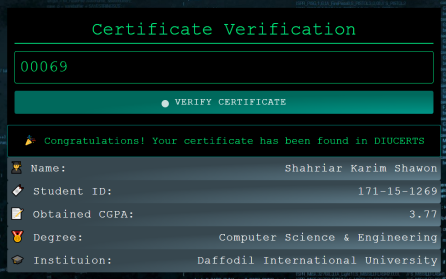 Certificate Verification
00069
VERIFY CERTIFICATE
Congratulations! Your certificate has been found in DIUCERTS
Name: Shahriar Karim Shawon
Student ID: 171-15-1269
Obtained CGPA: 3.77
Degree: Computer Science & Engineering
Instituion: Daffodil International University